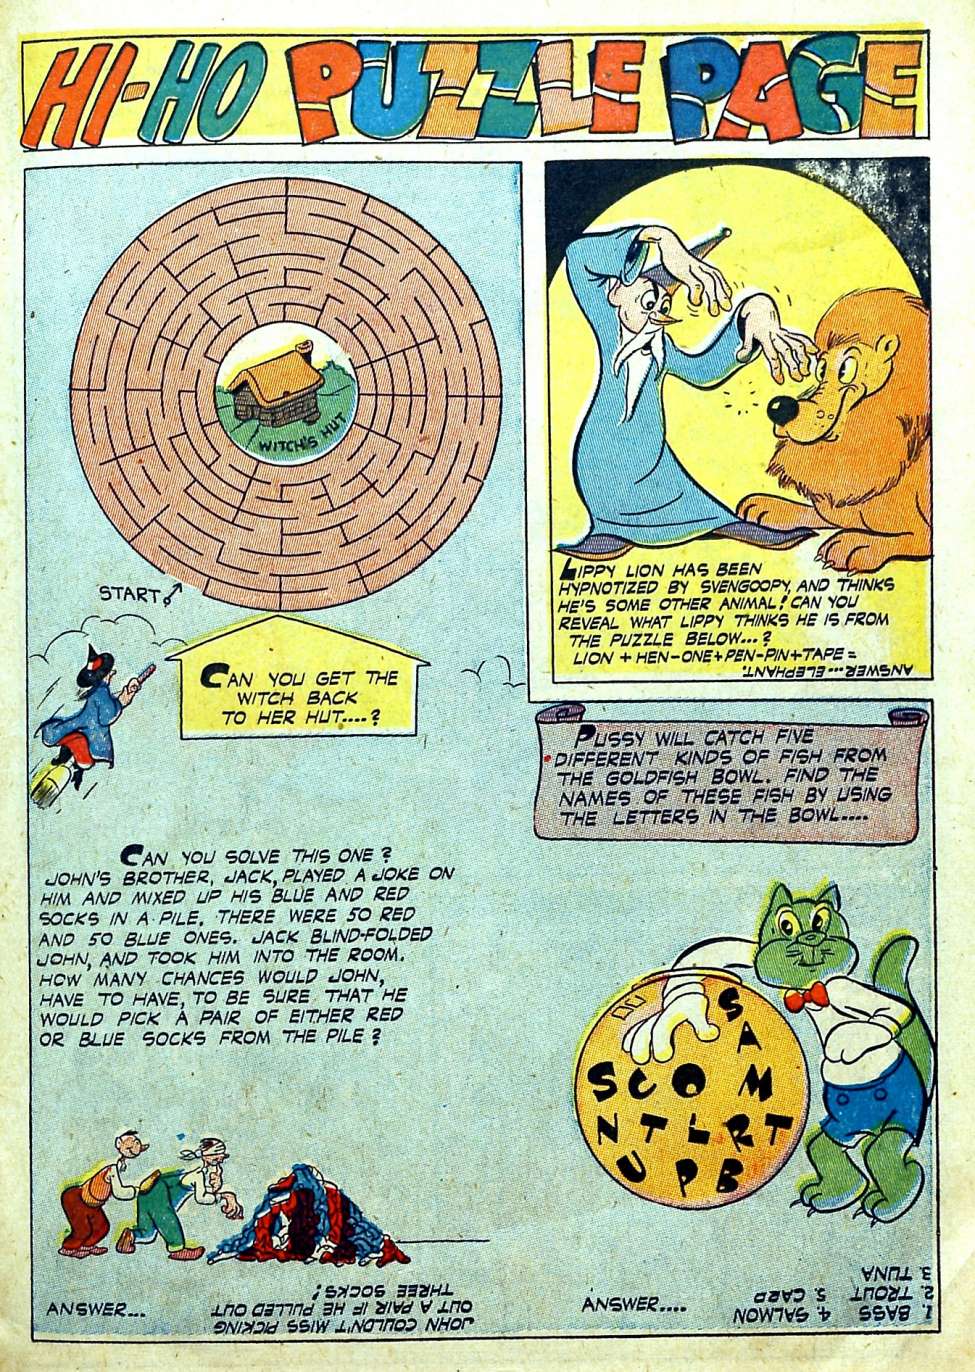 HI-HO PUZZLE PAGE
WITCH'S HUT
START
CAN YOU GET THE
WITCH BACK
TO HER HUT....?
LIPPY LION HAS BEEN
HYPNOTIZED BY SVENGOOPY, AND THINKS
HE'S SOME OTHER ANIMAL! CAN YOU
REVEAL WHAT LIPPY THINKS HE IS FROM
THE PUZZLE BELOW...?
LION + HEN-ONE+PEN-PIN+TAPE=
ANSWER...ELEPHANT.
PUSSY WILL CATCH FIVE
DIFFERENT KINDS OF FISH FROM
THE GOLDFISH BOWL. FIND THE
NAMES OF THESE FISH BY USING
THE LETTERS IN THE BOWL....
CAN YOU SOLVE THIS ONE?
JOHN'S BROTHER, JACK, PLAYED A JOKE ON
HIM AND MIXED UP HIS BLUE AND RED
SOCKS IN A PILE. THERE WERE 50 RED
AND 50 BLUE ONES. JACK BLIND-FOLDED
JOHN, AND TOOK HIM INTO THE ROOM.
HOW MANY CHANCES WOULD JOHN,
HAVE TO HAVE, TO BE SURE THAT HE
WOULD PICK A PAIR OF EITHER RED
OR BLUE SOCKS FROM THE PILE?
S
A
S C O M
N T L R T
U P B
ANSWER...
JOHN COULDN'T MISS PICKING
OUT A PAIR IF HE PULLED OUT
THREE SOCKS!
ANSWER....
1. BASS 4. SALMON
2. TROUT 5. CARD
3. TUNA